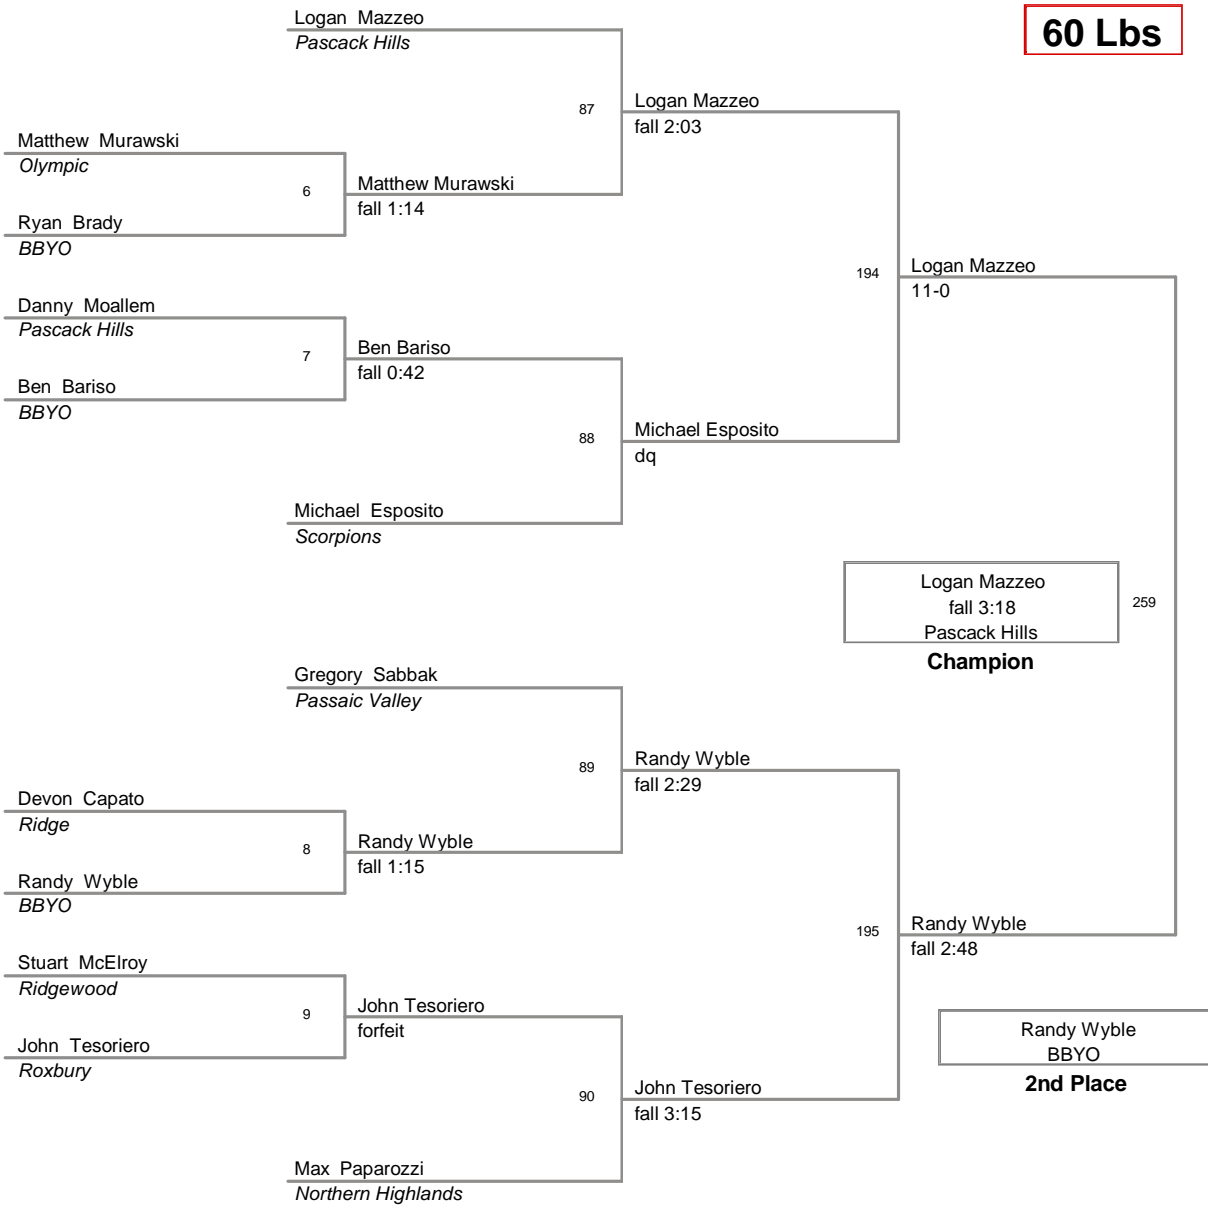 Logan Mazzeo
Pascack Hills
60 Lbs
87
Logan Mazzeo
fall 2:03
Matthew Murawski
Olympic
6
Matthew Murawski
fall 1:14
Ryan Brady
BBYO
194
Logan Mazzeo
11-0
Danny Moallem
Pascack Hills
7
Ben Bariso
fall 0:42
Ben Bariso
BBYO
88
Michael Esposito
dq
Michael Esposito
Scorpions
Logan Mazzeo
fall 3:18
Pascack Hills
Champion
259
Gregory Sabbak
Passaic Valley
89
Randy Wyble
fall 2:29
Devon Capato
Ridge
8
Randy Wyble
fall 1:15
Randy Wyble
BBYO
195
Randy Wyble
fall 2:48
Stuart McElroy
Ridgewood
9
John Tesoriero
forfeit
John Tesoriero
Roxbury
Randy Wyble
BBYO
2nd Place
90
John Tesoriero
fall 3:15
Max Paparozzi
Northern Highlands